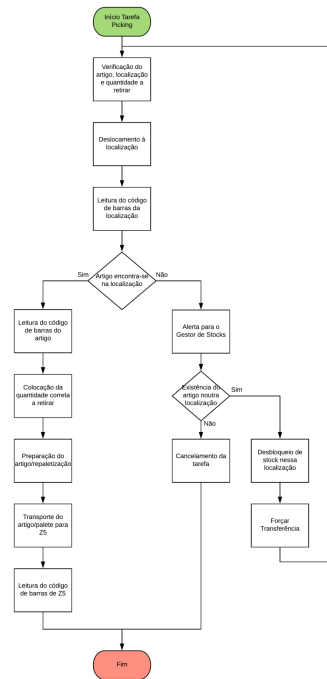 Início Tarefa
Picking
Verificação do
artigo, localização
e quantidade a
retirar
Deslocamento à
localização
Leitura do código
de barras da
localização
Artigo encontra-se
na localização
Sim
Não
Leitura do código
de barras do
artigo
Alerta para o
Gestor de Stocks
Colocação da
quantidade correta
a retirar
Existência do
artigo noutra
localização
Sim
Não
Preparação do
artigo/repaletização
Cancelamento da
tarefa
Desbloqueio de
stock nessa
localização
Transporte do
artigo/palete para
Z5
Forçar
Transferência
Leitura do código
de barras de Z5
Fim